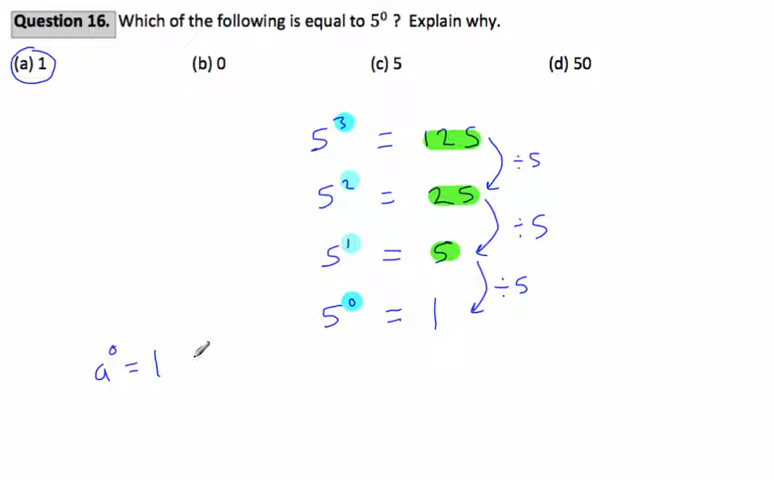 Question 16. Which of the following is equal to 5⁰ ? Explain why.
(a) 1 (b) 0 (c) 5 (d) 50
5³ = 125
÷5
5² = 25
÷5
5¹ = 5
÷5
5⁰ = 1
a⁰ = 1